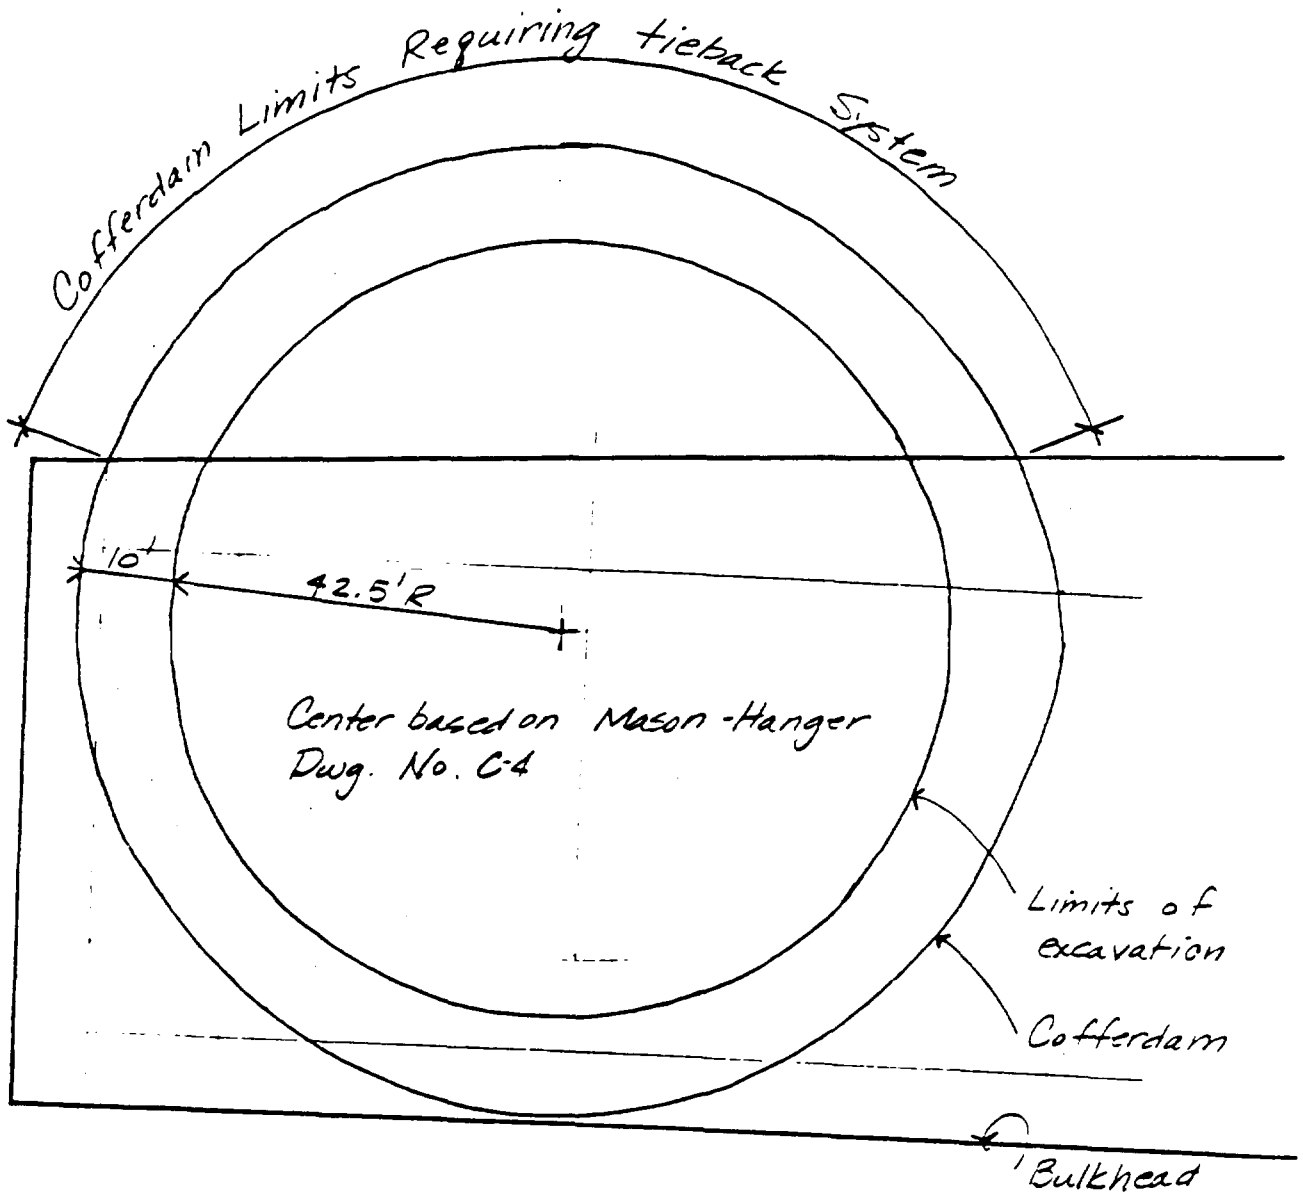 Cofferdam Limits Requiring tieback System
10'
42.5'R
Center based on Mason-Hanger
Dwg. No. C-4
Limits of
excavation
Cofferdam
Bulkhead